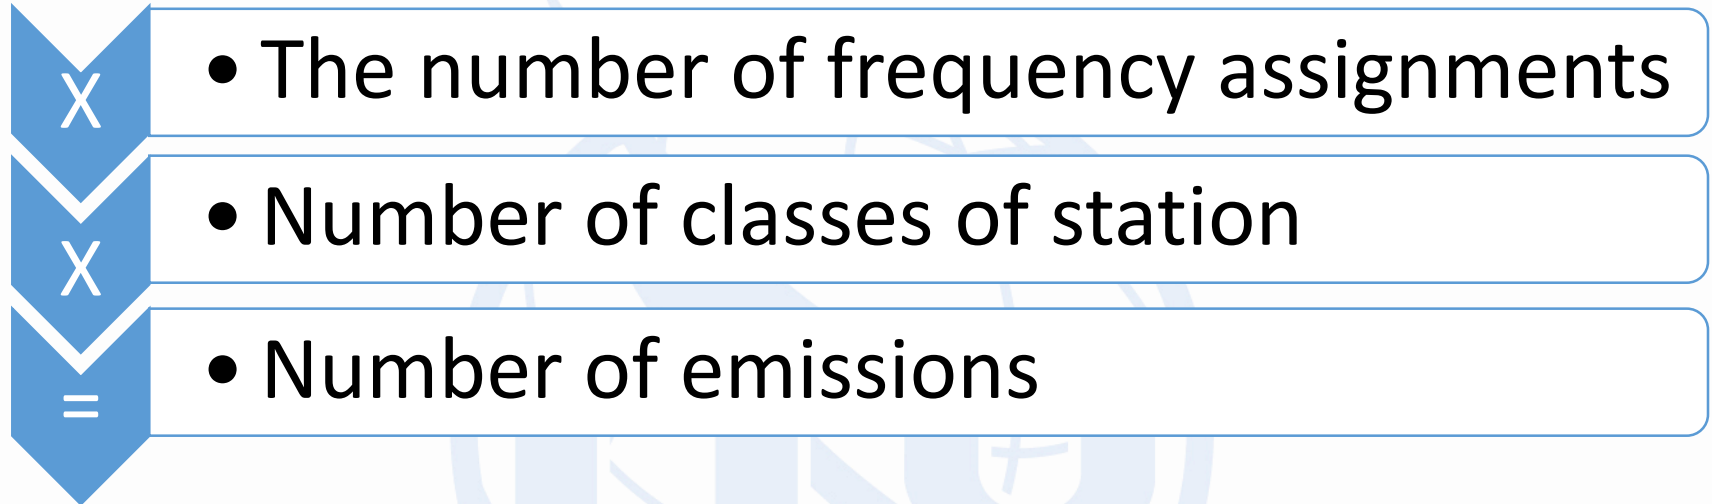 X
• The number of frequency assignments
X
• Number of classes of station
=
• Number of emissions